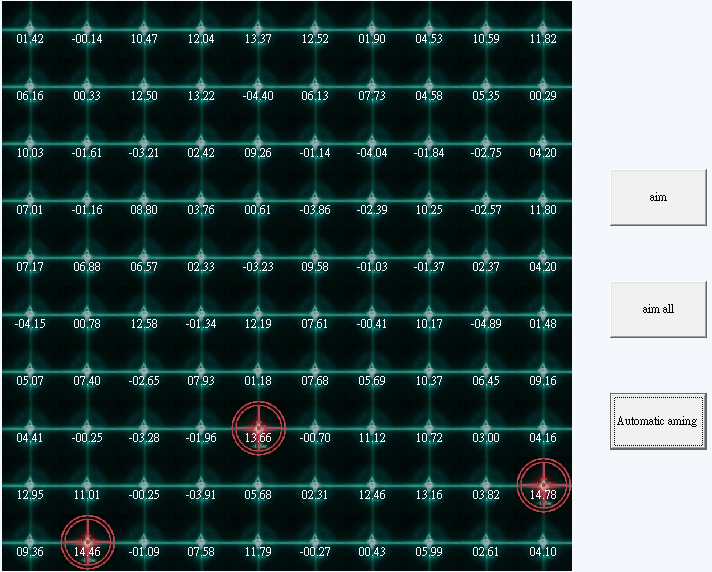 01.42 -00.14 10.47 12.04 13.37 12.52 01.90 04.53 10.59 11.82
06.16 00.33 12.50 13.22 -04.40 06.13 07.73 04.58 05.35 00.29
10.03 -01.61 -03.21 02.42 09.26 -01.14 -04.04 -01.84 -02.75 04.20
aim
07.01 -01.16 08.80 03.76 00.61 -03.86 -02.39 10.25 -02.57 11.80
07.17 06.88 06.57 02.33 -03.23 09.58 -01.03 -01.37 02.37 04.20
aim all
-04.15 00.78 12.58 -01.34 12.19 07.61 -00.41 10.17 -04.89 01.48
05.07 07.40 -02.65 07.93 01.18 07.68 05.69 10.37 06.45 09.16
Automatic aming
04.41 -00.25 -03.28 -01.96 13.66 -00.70 11.12 10.72 03.00 04.16
12.95 11.01 -00.25 -03.91 05.68 02.31 12.46 13.16 03.82 14.78
09.36 14.46 -01.09 07.58 11.79 -00.27 00.43 05.99 02.61 04.10